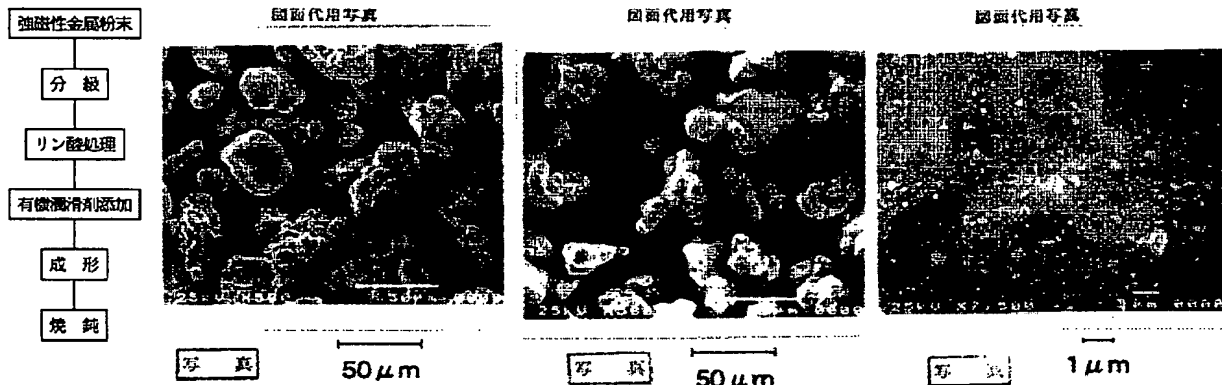 強磁性金属粉末
分級
リン酸処理
有機潤滑剤添加
成形
焼鈍
図面代用写真
写真
50μm
図面代用写真
写真
50μm
図面代用写真
写真
1μm